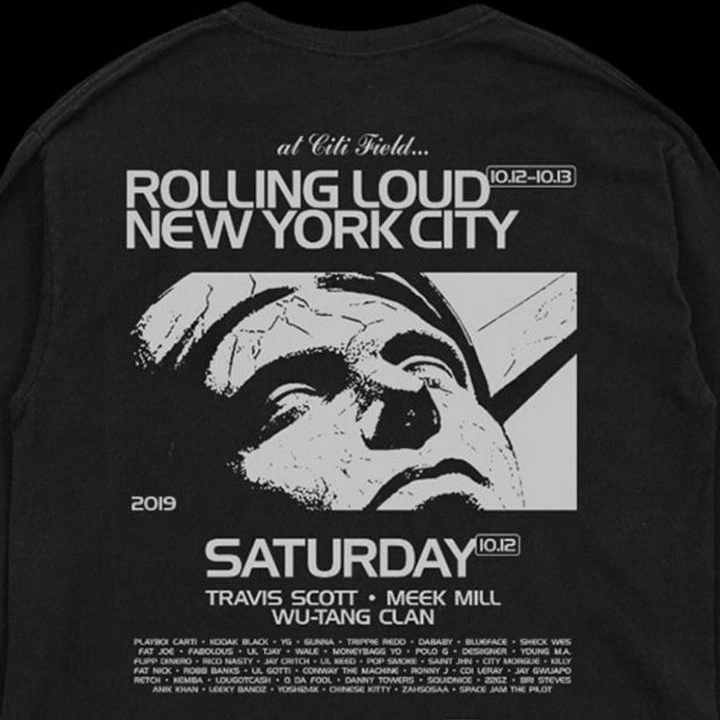 at Citi Field...
ROLLING LOUD 10.12-10.13
NEW YORK CITY
2019
SATURDAY 10.12
TRAVIS SCOTT • MEEK MILL
WU-TANG CLAN
PLAYBOI CARTI • KODAK BLACK • YG • GUNNA • TRIPPIE REDD • DABABY • BLUEFACE • SHECK WES
FAT JOE • FABOLOUS • LIL TJAY • WALE • MONEYBAGG YO • POLO G • DESIIGNER • YOUNG M.A.
FLIPP DINERO • RICO NASTY • JAY CRITCH • LIL KEED • POP SMOKE • SAINT JHN • CITY MORGUE • KILLY
FAT NICK • ROBB BANKS • LIL GOTTI • CONWAY THE MACHINE • RONNY J • COI LERAY • JAY GWUAPO
RETCH • KEMBA • LOUGOTCASH • O DA FOOL • DANNY TOWERS • SQUIDNICE • 22GZ • BRI STEVES
ANIK KHAN • LEEKY BANDZ • YOSHI24K • CHINESE KITTY • ZAHSOSAA • SPACE JAM THE PILOT